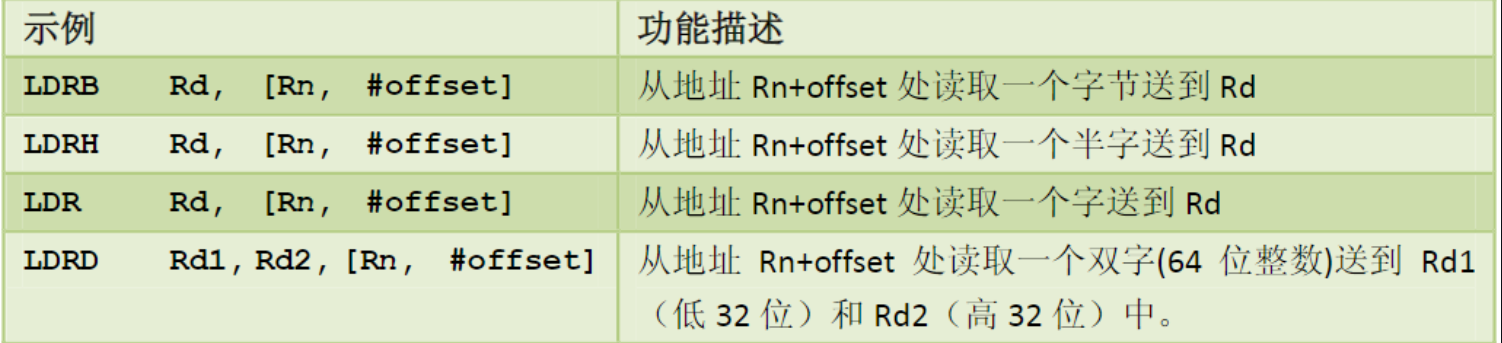 示例 功能描述
LDRB Rd, [Rn, #offset] 从地址 Rn+offset 处读取一个字节送到 Rd
LDRH Rd, [Rn, #offset] 从地址 Rn+offset 处读取一个半字送到 Rd
LDR Rd, [Rn, #offset] 从地址 Rn+offset 处读取一个字送到 Rd
LDRD Rd1, Rd2, [Rn, #offset] 从地址 Rn+offset 处读取一个双字(64 位整数)送到 Rd1
（低 32 位）和 Rd2（高 32 位）中。